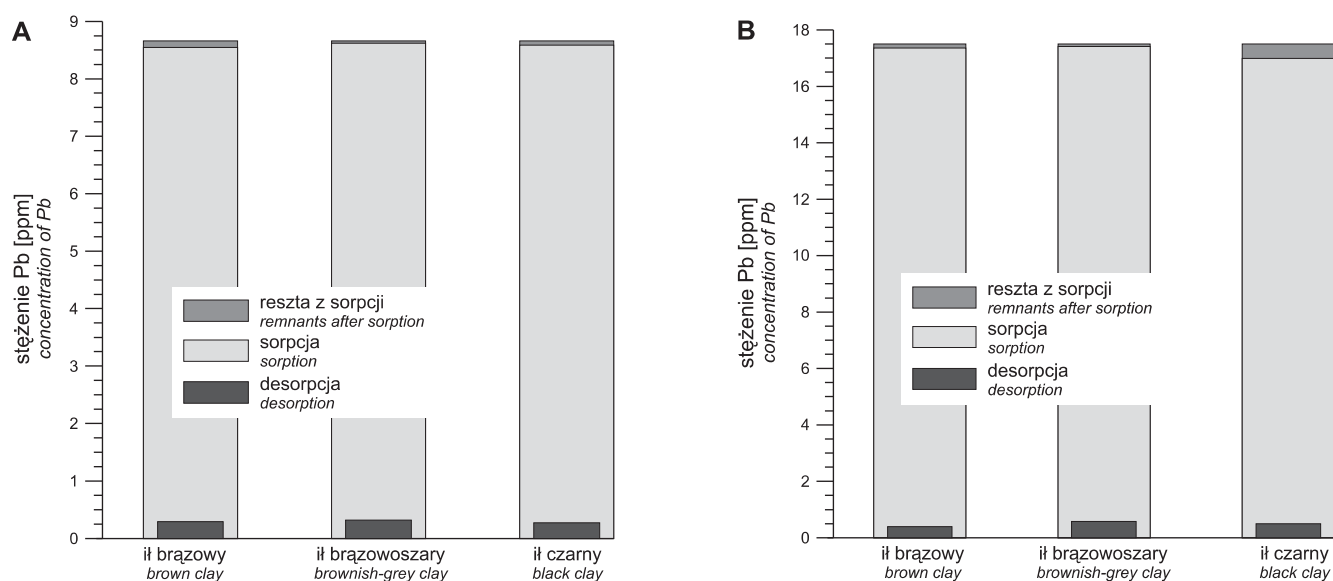 A
9
8
7
6
5
4
3
2
1
0
stężenie Pb [ppm]
concentration of Pb
reszta z sorpcji
remnants after sorption
sorpcja
sorption
desorpcja
desorption
ił brązowy
brown clay
ił brązowoszary
brownish-grey clay
ił czarny
black clay
B
18
16
14
12
10
8
6
4
2
0
stężenie Pb [ppm]
concentration of Pb
reszta z sorpcji
remnants after sorption
sorpcja
sorption
desorpcja
desorption
ił brązowy
brown clay
ił brązowoszary
brownish-grey clay
ił czarny
black clay